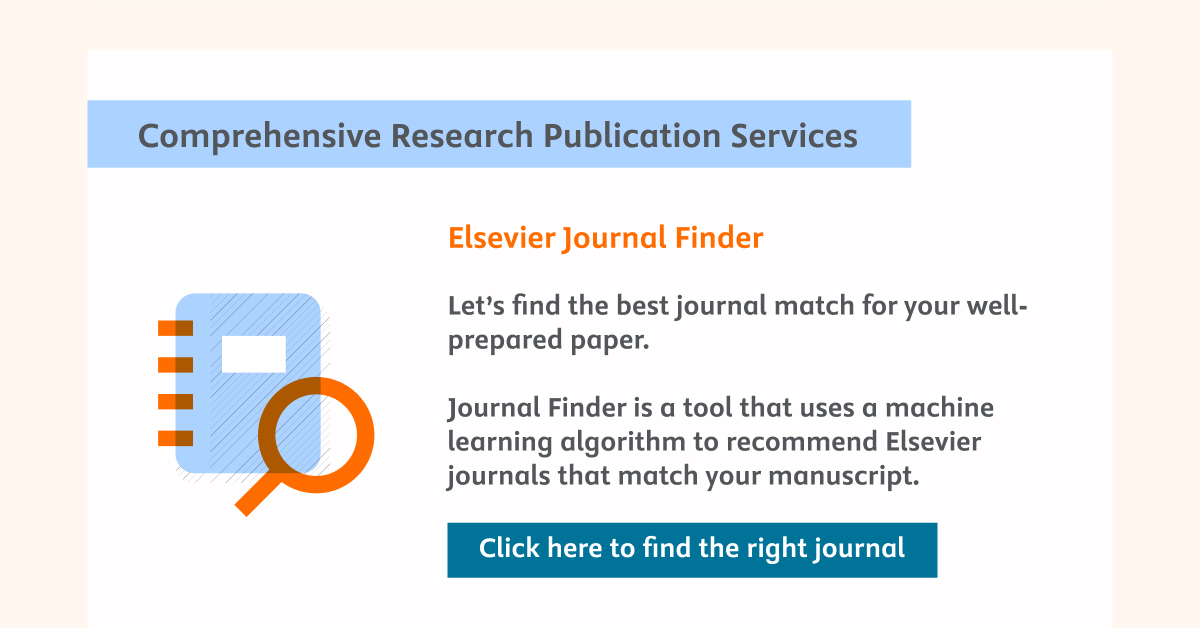 Comprehensive Research Publication Services
Elsevier Journal Finder
Let’s find the best journal match for your well-
prepared paper.
Journal Finder is a tool that uses a machine
learning algorithm to recommend Elsevier
journals that match your manuscript.
Click here to find the right journal